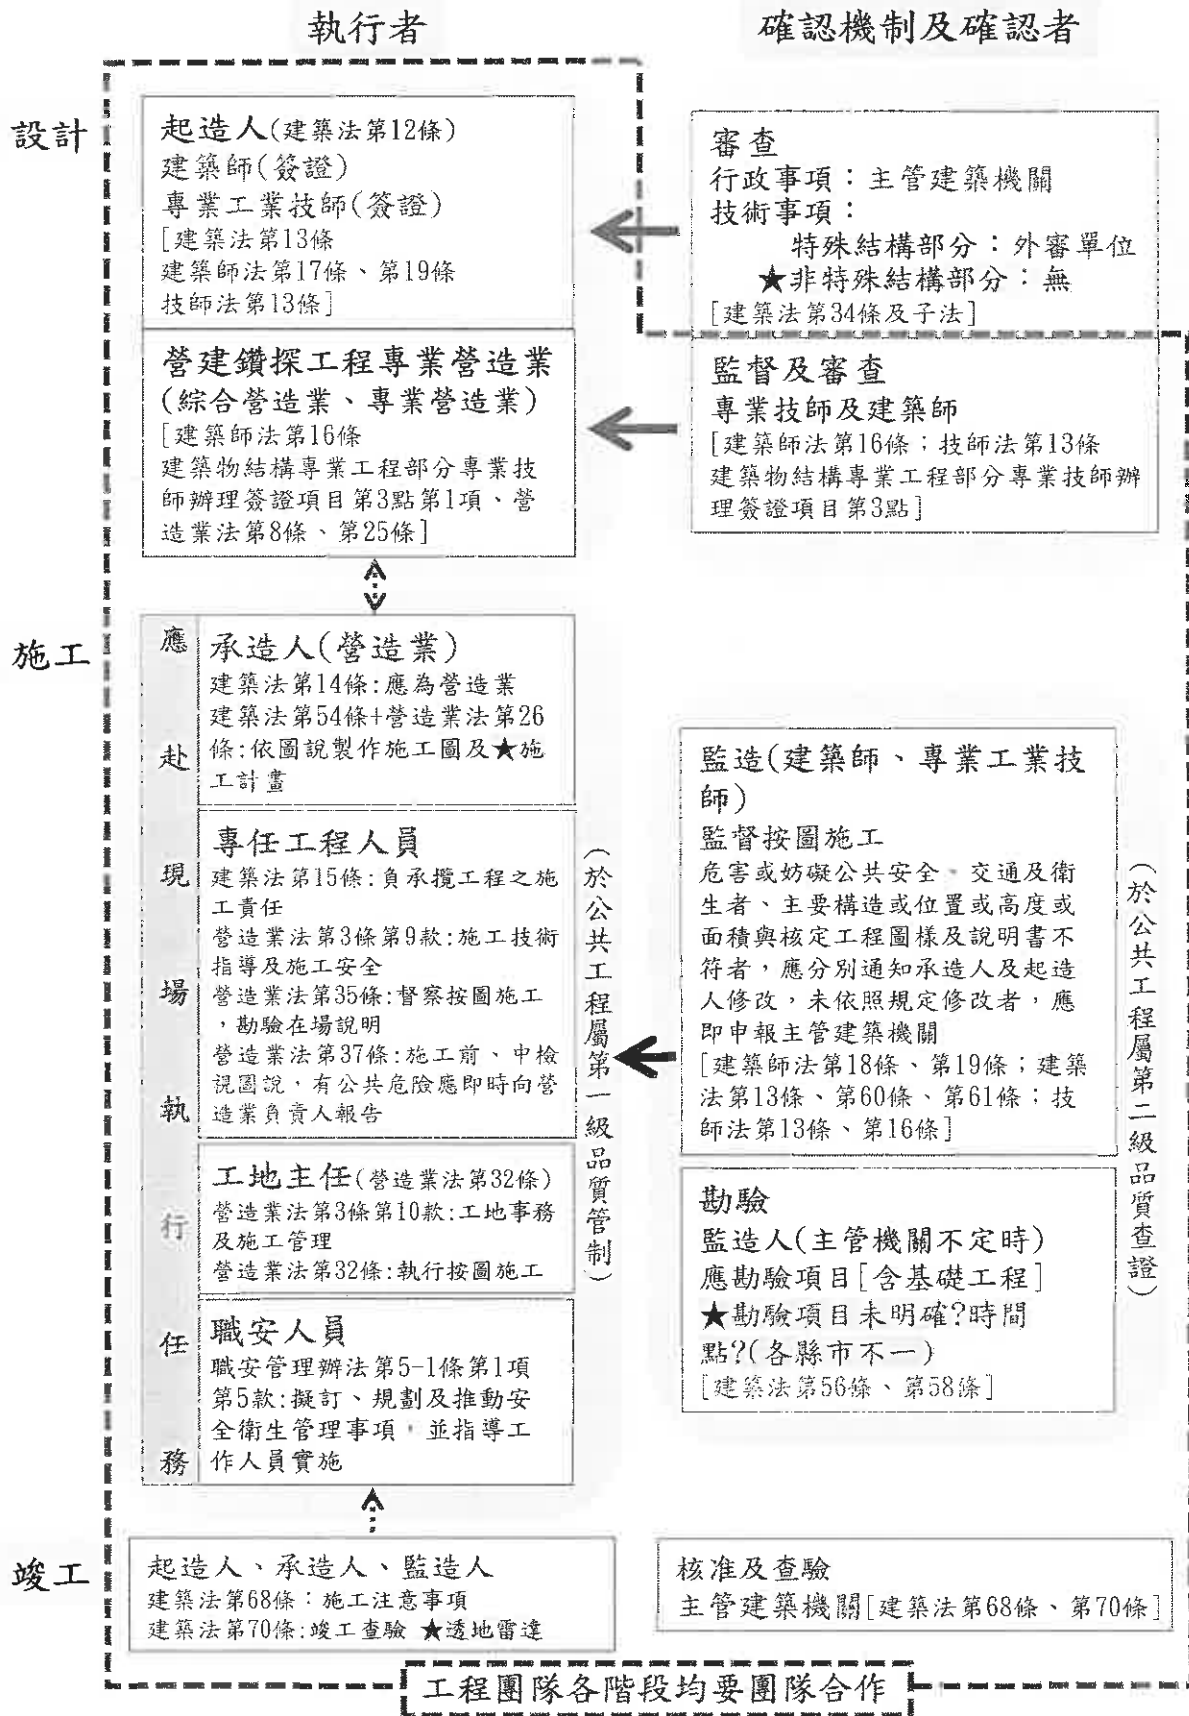 執行者
確認機制及確認者
設計
起造人(建築法第12條)
建築師(簽證)
專業工業技師(簽證)
[建築法第13條
建築師法第17條、第19條
技師法第13條]
審查
行政事項：主管建築機關
技術事項：
特殊結構部分：外審單位
★非特殊結構部分：無
[建築法第34條及子法]
營建鑽探工程專業營造業
(綜合營造業、專業營造業)
[建築師法第16條
建築物結構專業工程部分專業技
師辦理簽證項目第3點第1項、營
造業法第8條、第25條]
監督及審查
專業技師及建築師
[建築師法第16條；技師法第13條
建築物結構專業工程部分專業技師辦
理簽證項目第3點]
施工
應赴現場執行任務
承造人(營造業)
建築法第14條:應為營造業
建築法第54條+營造業法第26
條:依圖說製作施工圖及★施
工計畫
專任工程人員
建築法第15條:負承攬工程之施
工責任
營造業法第3條第9款:施工技術
指導及施工安全
營造業法第35條:督察按圖施工
，勘驗在場說明
營造業法第37條:施工前、中檢
視圖說，有公共危險應即時向營
造業負責人報告
工地主任(營造業法第32條)
營造業法第3條第10款:工地事務
及施工管理
營造業法第32條:執行按圖施工
職安人員
職安管理辦法第5-1條第1項
第5款:擬訂、規劃及推動安
全衛生管理事項，並指導工
作人員實施
(於公共工程屬第一級品質管制)
監造(建築師、專業工業技
師)
監督按圖施工
危害或妨礙公共安全、交通及衛
生者、主要構造或位置或高度或
面積與核定工程圖樣及說明書不
符者，應分別通知承造人及起造
人修改，未依照規定修改者，應
即申報主管建築機關
[建築師法第18條、第19條；建築
法第13條、第60條、第61條；技
師法第13條、第16條]
勘驗
監造人(主管機關不定時)
應勘驗項目[含基礎工程]
★勘驗項目未明確?時間
點?(各縣市不一)
[建築法第56條、第58條]
(於公共工程屬第二級品質查證)
竣工
起造人、承造人、監造人
建築法第68條：施工注意事項
建築法第70條:竣工查驗 ★透地雷達
核准及查驗
主管建築機關[建築法第68條、第70條]
工程團隊各階段均要團隊合作